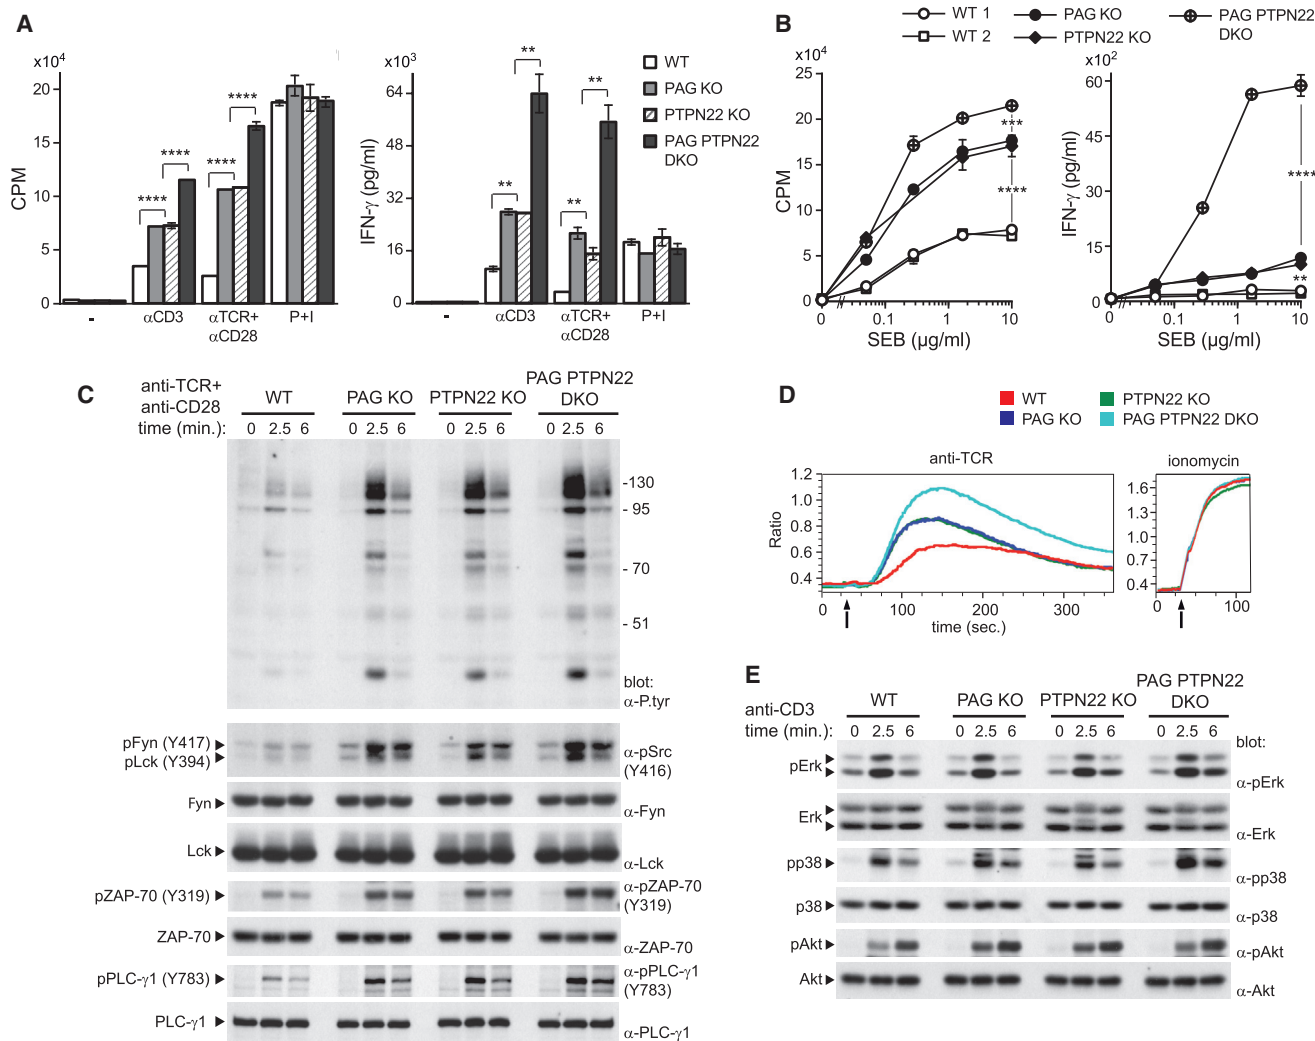 A
x10⁴
20
15
10
5
0
CPM
****
****
****
****
-
αCD3
αTCR+
αCD28
P+I
x10³
64
48
32
16
0
IFN-γ (pg/ml)
**
**
**
**
-
αCD3
αTCR+
αCD28
P+I
WT
PAG KO
PTPN22 KO
PAG PTPN22
DKO
B
WT 1
WT 2
PAG KO
PTPN22 KO
PAG PTPN22
DKO
x10⁴
25
20
15
10
5
0
CPM
***
****
0
0.1
1
10
SEB (µg/ml)
x10²
60
45
30
15
0
IFN-γ (pg/ml)
****
**
0
0.1
1
10
SEB (µg/ml)
C
anti-TCR+
anti-CD28
time (min.):
WT
PAG KO
PTPN22 KO
PAG PTPN22
DKO
0 2.5 6 0 2.5 6 0 2.5 6 0 2.5 6
-130
- 95
- 70
- 51
blot:
α-P.tyr
pFyn (Y417)
pLck (Y394)
α-pSrc
(Y416)
Fyn
α-Fyn
Lck
α-Lck
pZAP-70 (Y319)
α-pZAP-70
(Y319)
ZAP-70
α-ZAP-70
pPLC-γ1 (Y783)
α-pPLC-γ1
(Y783)
PLC-γ1
α-PLC-γ1
D
WT
PAG KO
PTPN22 KO
PAG PTPN22 DKO
anti-TCR
1.2
1.0
0.8
0.6
0.4
Ratio
0 100 200 300
time (sec.)
ionomycin
1.6
1.3
1.0
0.7
0.4
0 100
E
anti-CD3
time (min.):
WT
PAG KO
PTPN22 KO
PAG PTPN22
DKO
0 2.5 6 0 2.5 6 0 2.5 6 0 2.5 6
blot:
pErk
α-pErk
Erk
α-Erk
pp38
α-pp38
p38
α-p38
pAkt
α-pAkt
Akt
α-Akt